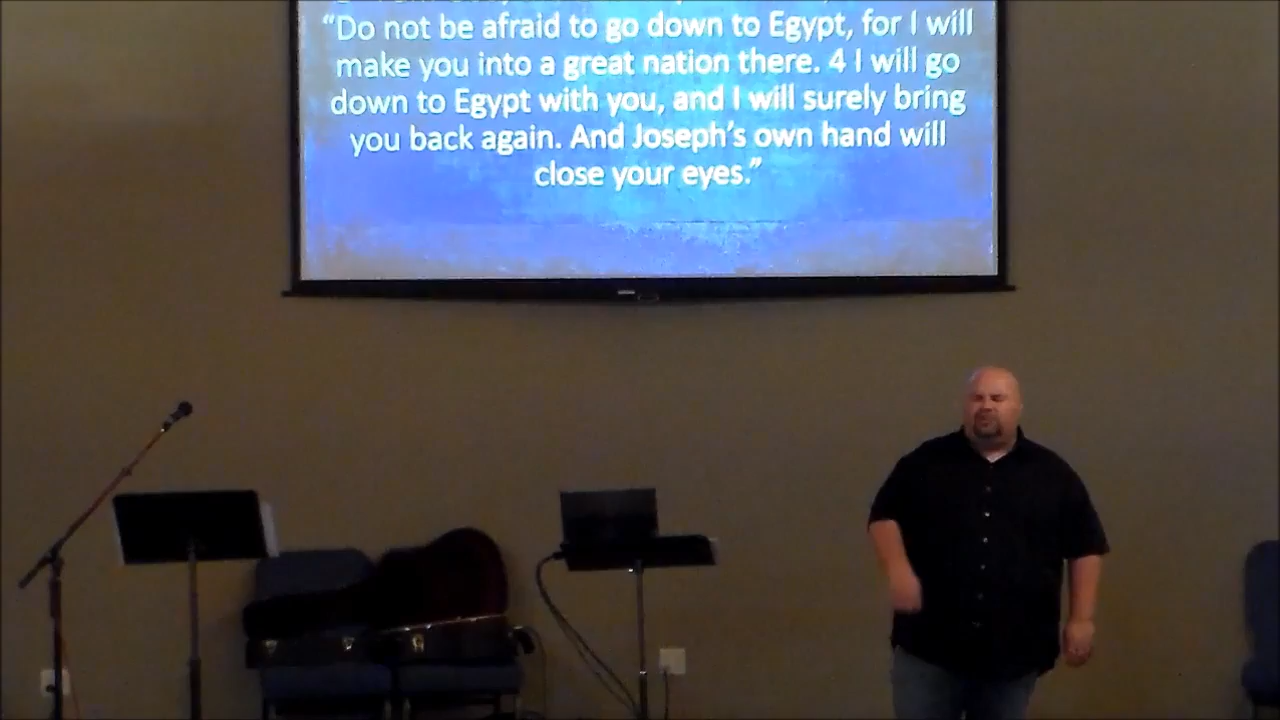 “Do not be afraid to go down to Egypt, for I will
make you into a great nation there. 4 I will go
down to Egypt with you, and I will surely bring
you back again. And Joseph’s own hand will
close your eyes.”